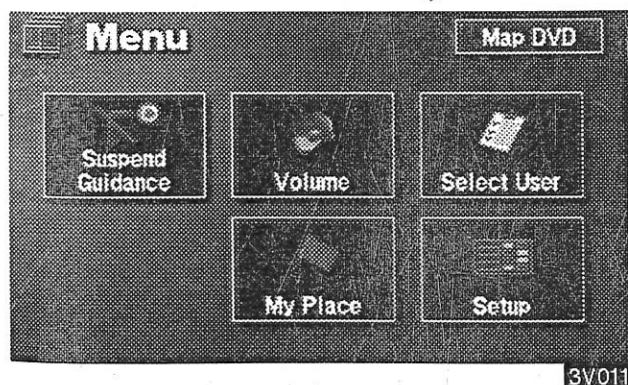 Menu
Map DVD
Suspend
Guidance
Volume
Select User
My Place
Setup
3V011